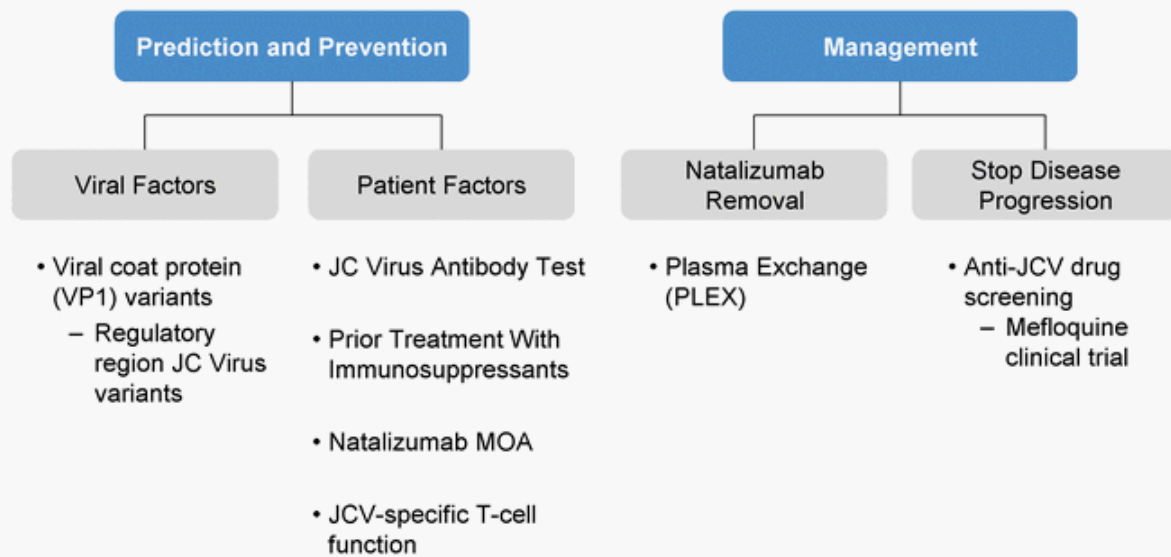 Prediction and Prevention
Viral Factors
• Viral coat protein
(VP1) variants
– Regulatory
region JC Virus
variants
Patient Factors
• JC Virus Antibody Test
• Prior Treatment With
Immunosuppressants
• Natalizumab MOA
• JCV-specific T-cell
function
Management
Natalizumab
Removal
• Plasma Exchange
(PLEX)
Stop Disease
Progression
• Anti-JCV drug
screening
– Mefloquine
clinical trial